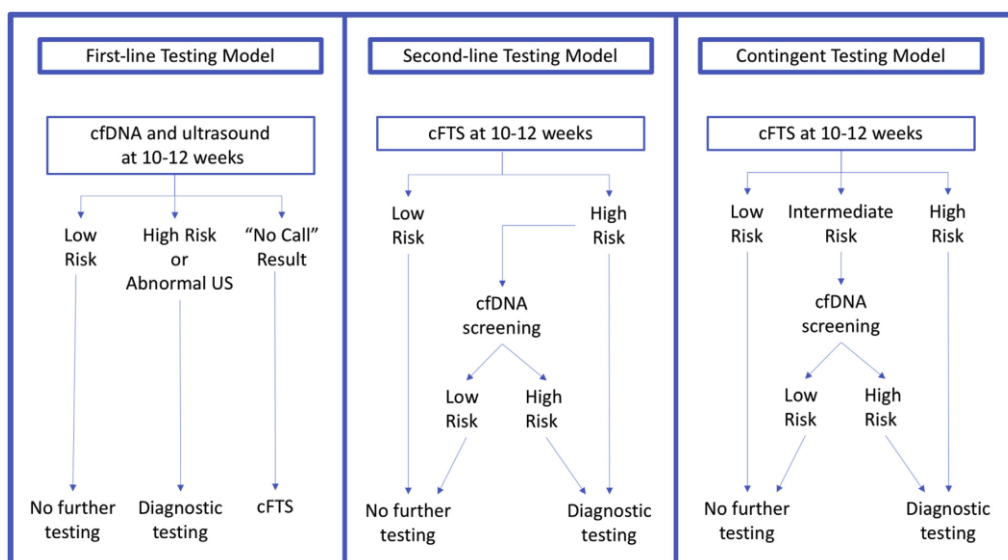 First-line Testing Model
cfDNA and ultrasound
at 10-12 weeks
Low
Risk
High Risk
or
Abnormal US
“No Call”
Result
No further
testing
Diagnostic
testing
cFTS
Second-line Testing Model
cFTS at 10-12 weeks
Low
Risk
High
Risk
cfDNA
screening
Low
Risk
High
Risk
No further
testing
Diagnostic
testing
Contingent Testing Model
cFTS at 10-12 weeks
Low
Risk
Intermediate
Risk
High
Risk
cfDNA
screening
Low
Risk
High
Risk
No further
testing
Diagnostic
testing